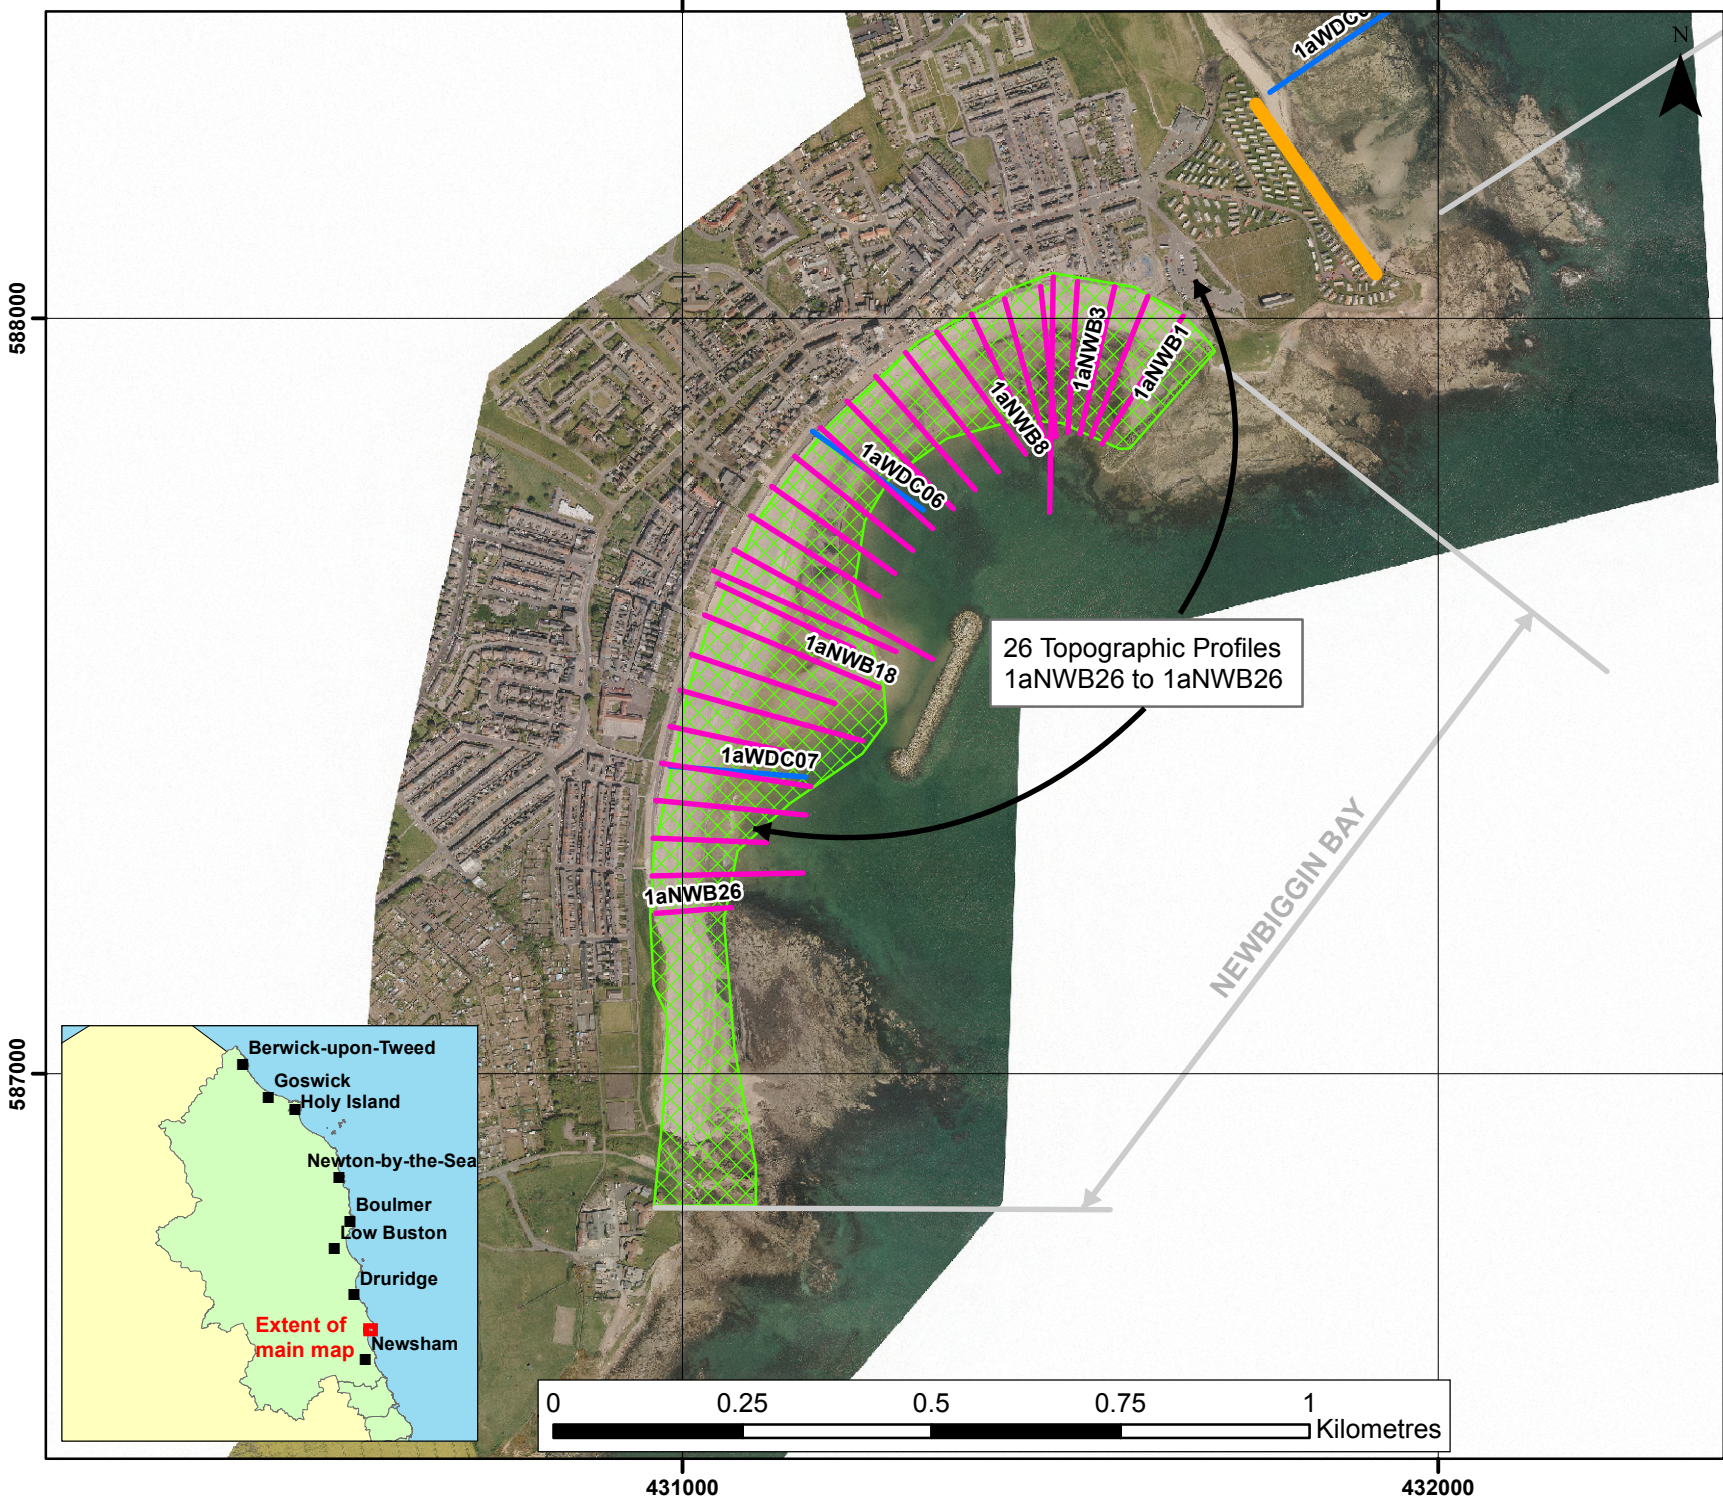 1aWDC0
N
588000
1aNWB3
1aNWB1
1aNWB8
1aWDC06
26 Topographic Profiles
1aNWB26 to 1aNWB26
1aNWB18
1aWDC07
NEWBIGGIN BAY
1aNWB26
587000
Berwick-upon-Tweed
Goswick
Holy Island
Newton-by-the-Sea
Boulmer
Low Buston
Druridge
Extent of
main map
Newsham
0 0.25 0.5 0.75 1
Kilometres
431000 432000